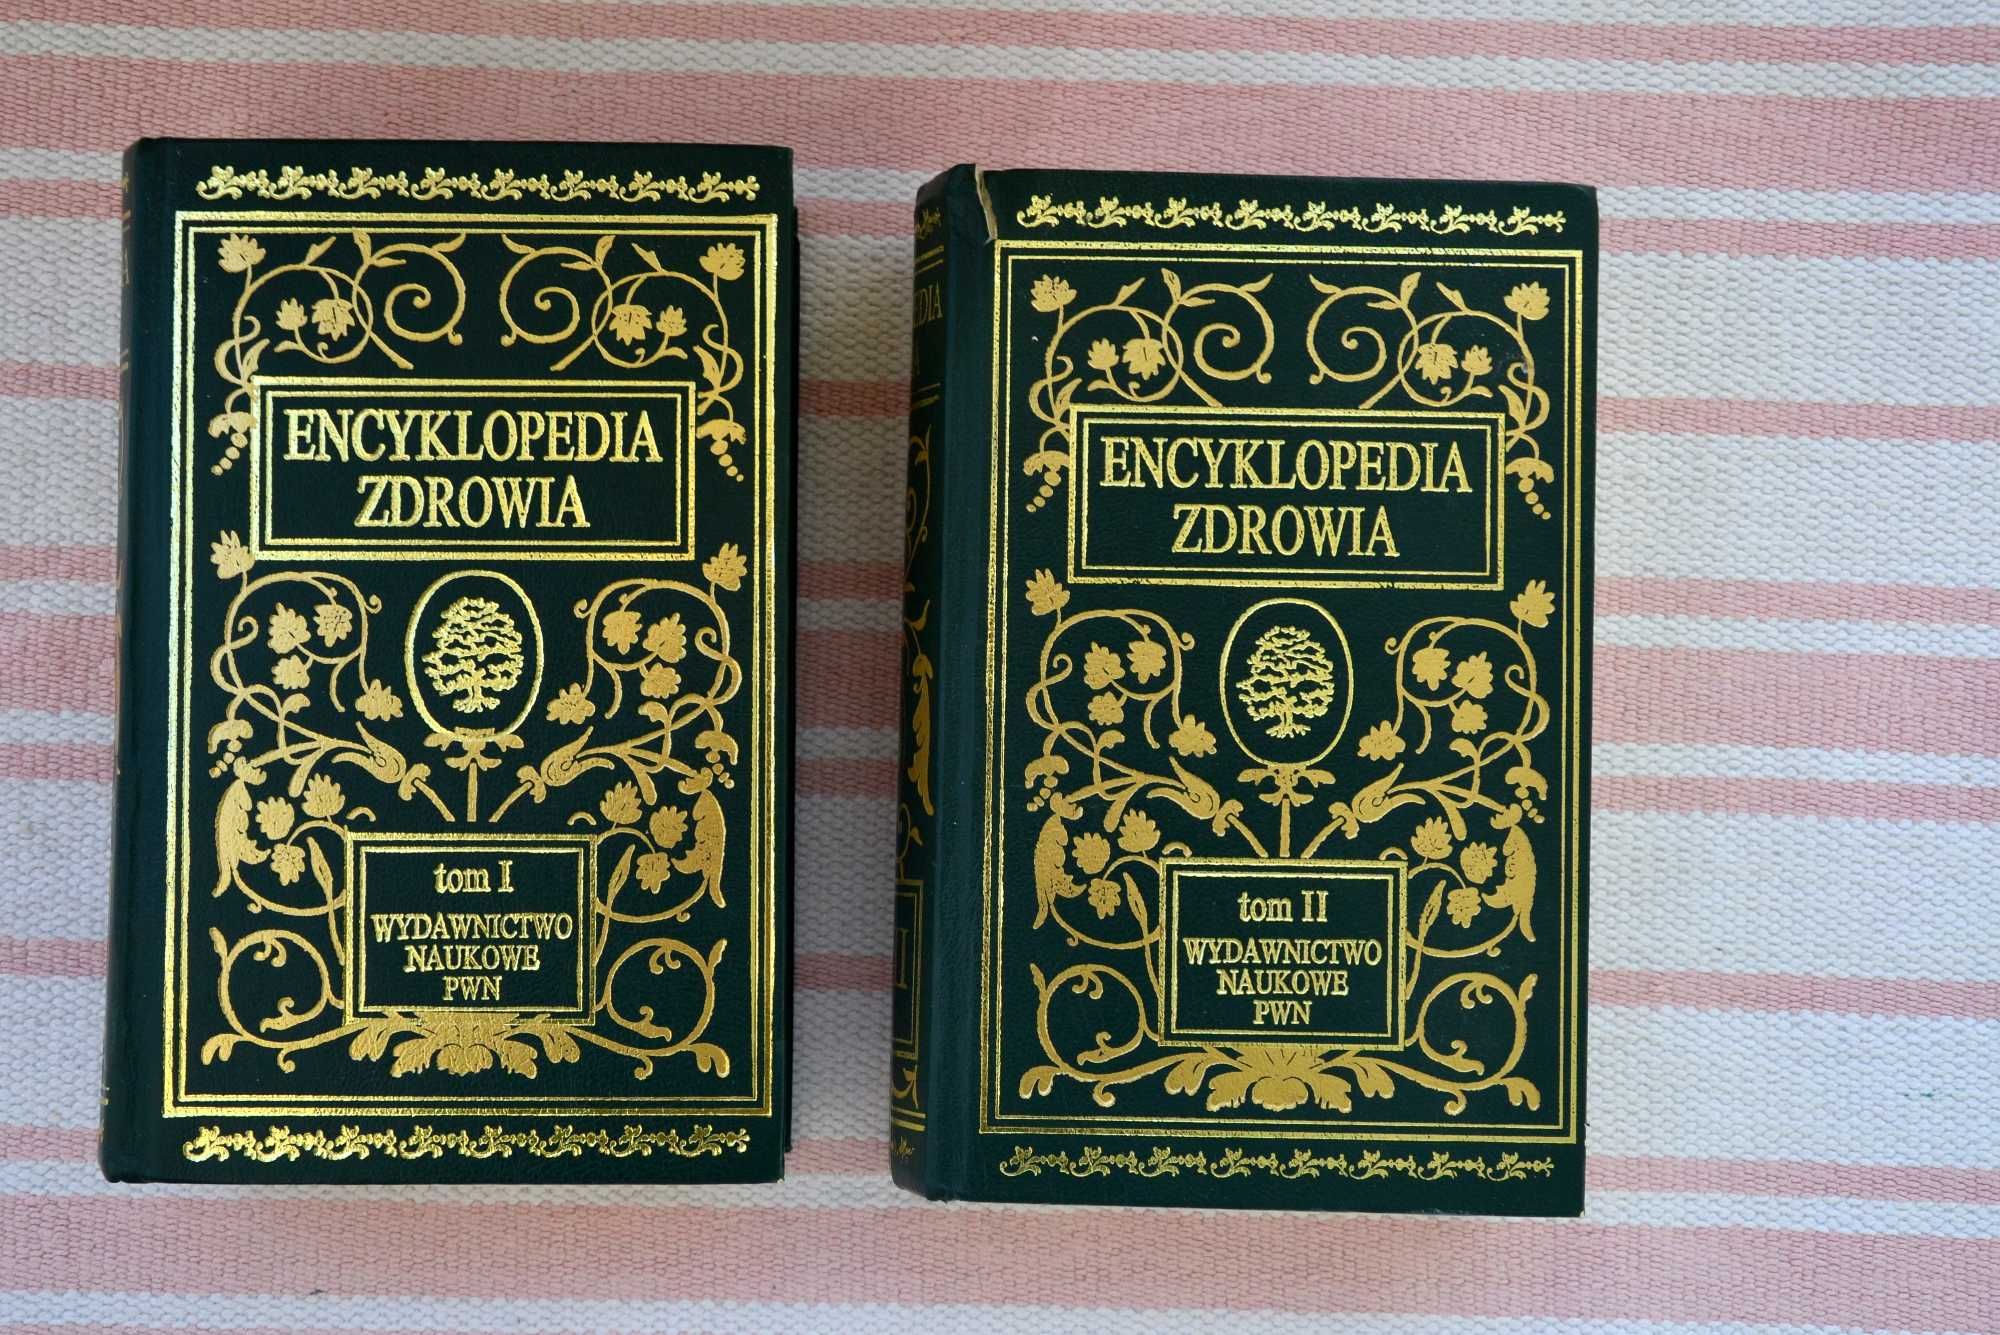 ENCYKLOPEDIA
ZDROWIA
tom I
WYDAWNICTWO
NAUKOWE
PWN
ENCYKLOPEDIA
ZDROWIA
tom II
WYDAWNICTWO
NAUKOWE
PWN